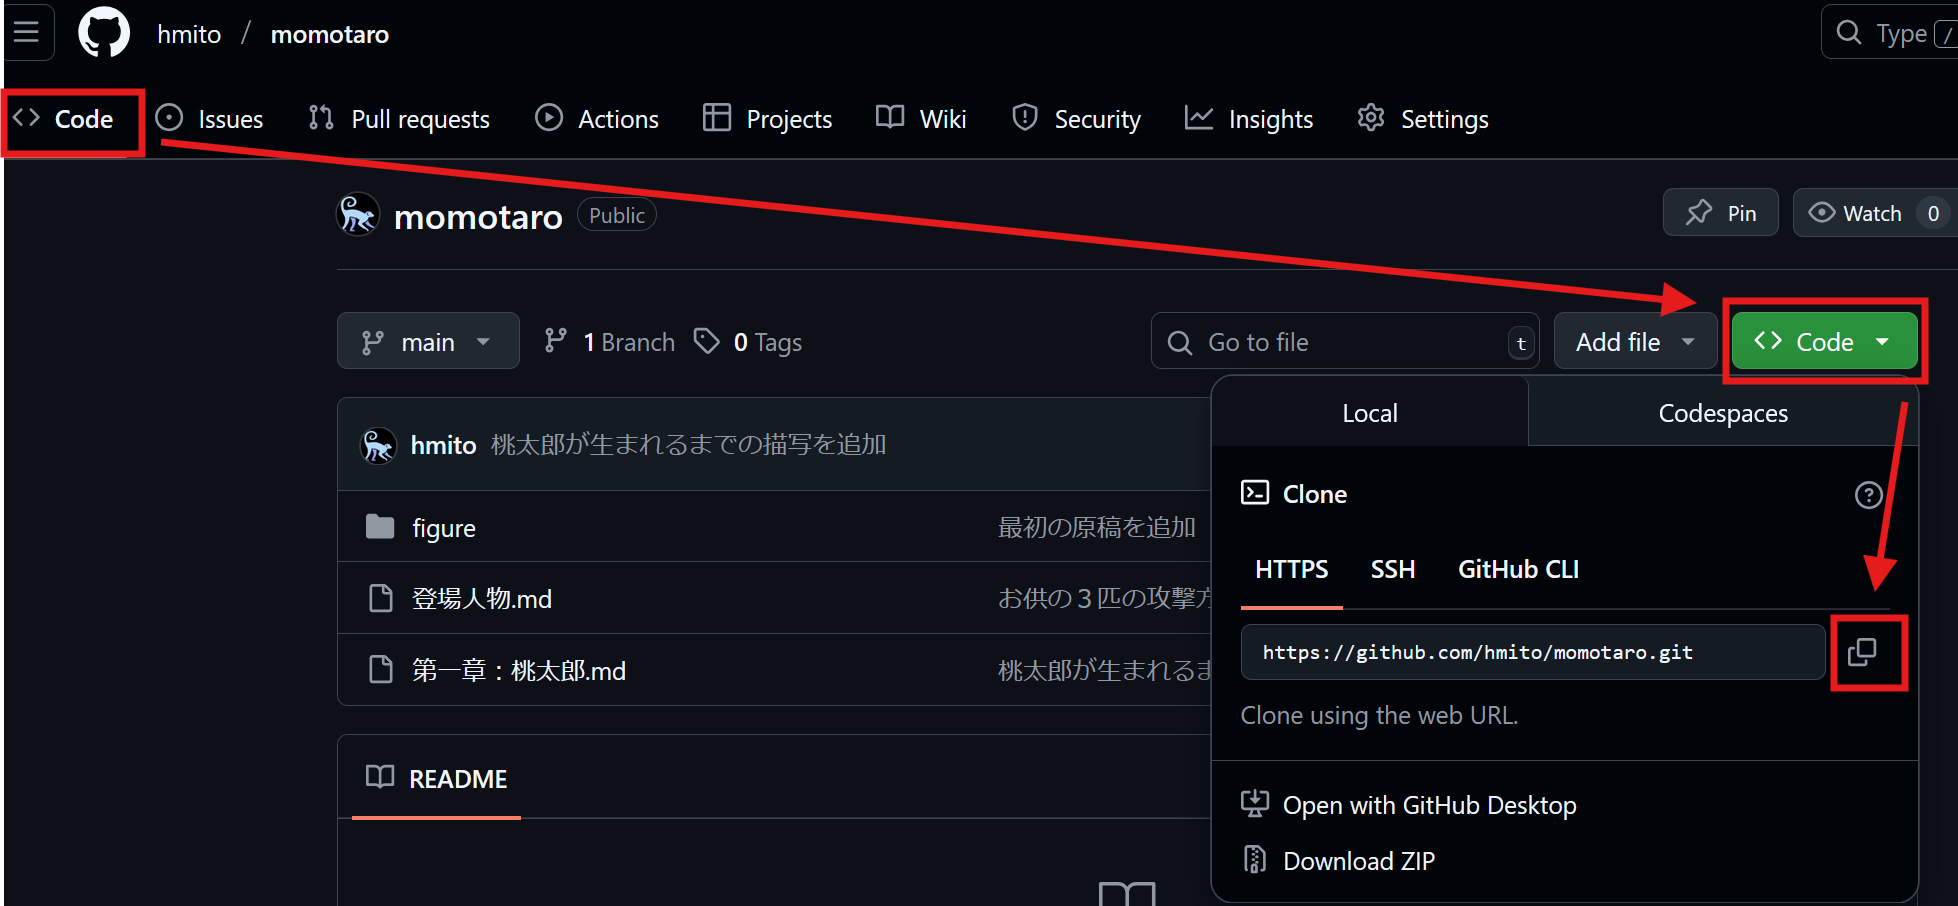 hmito / momotaro
Type /
Code Issues Pull requests Actions Projects Wiki Security Insights Settings
momotaro Public
Pin Watch 0
main 1 Branch 0 Tags Go to file t Add file Code
Local Codespaces
hmito 桃太郎が生まれるまでの描写を追加
Clone
figure 最初の原稿を追加
HTTPS SSH GitHub CLI
登場人物.md お供の３匹の攻撃方
https://github.com/hmito/momotaro.git
第一章：桃太郎.md 桃太郎が生まれるま
Clone using the web URL.
README
Open with GitHub Desktop
Download ZIP